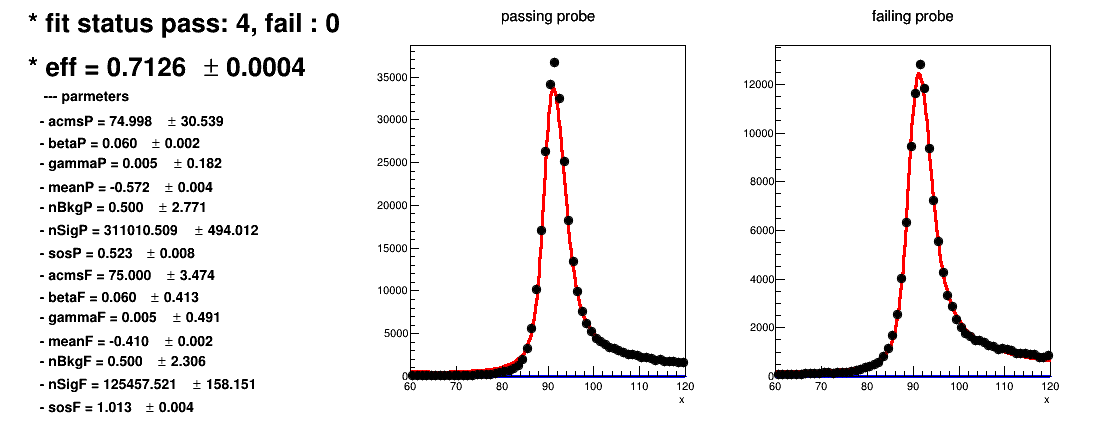 * fit status pass: 4, fail : 0
* eff = 0.7126 ± 0.0004
--- parmeters
- acmsP = 74.998 ± 30.539
- betaP = 0.060 ± 0.002
- gammaP = 0.005 ± 0.182
- meanP = -0.572 ± 0.004
- nBkgP = 0.500 ± 2.771
- nSigP = 311010.509 ± 494.012
- sosP = 0.523 ± 0.008
- acmsF = 75.000 ± 3.474
- betaF = 0.060 ± 0.413
- gammaF = 0.005 ± 0.491
- meanF = -0.410 ± 0.002
- nBkgF = 0.500 ± 2.306
- nSigF = 125457.521 ± 158.151
- sosF = 1.013 ± 0.004
passing probe
35000
30000
25000
20000
15000
10000
5000
0
60 70 80 90 100 110 120
x
failing probe
12000
10000
8000
6000
4000
2000
0
60 70 80 90 100 110 120
x